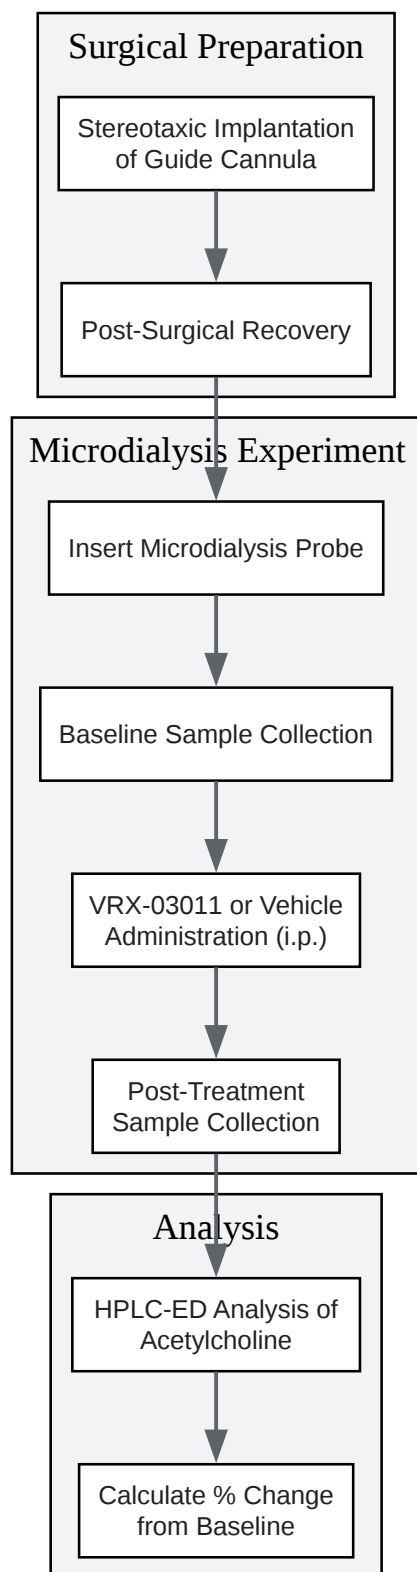 Surgical Preparation
Stereotaxic Implantation
of Guide Cannula
Post-Surgical Recovery
Microdialysis Experiment
Insert Microdialysis Probe
Baseline Sample Collection
VRX-03011 or Vehicle
Administration (i.p.)
Post-Treatment
Sample Collection
Analysis
HPLC-ED Analysis of
Acetylcholine
Calculate % Change
from Baseline